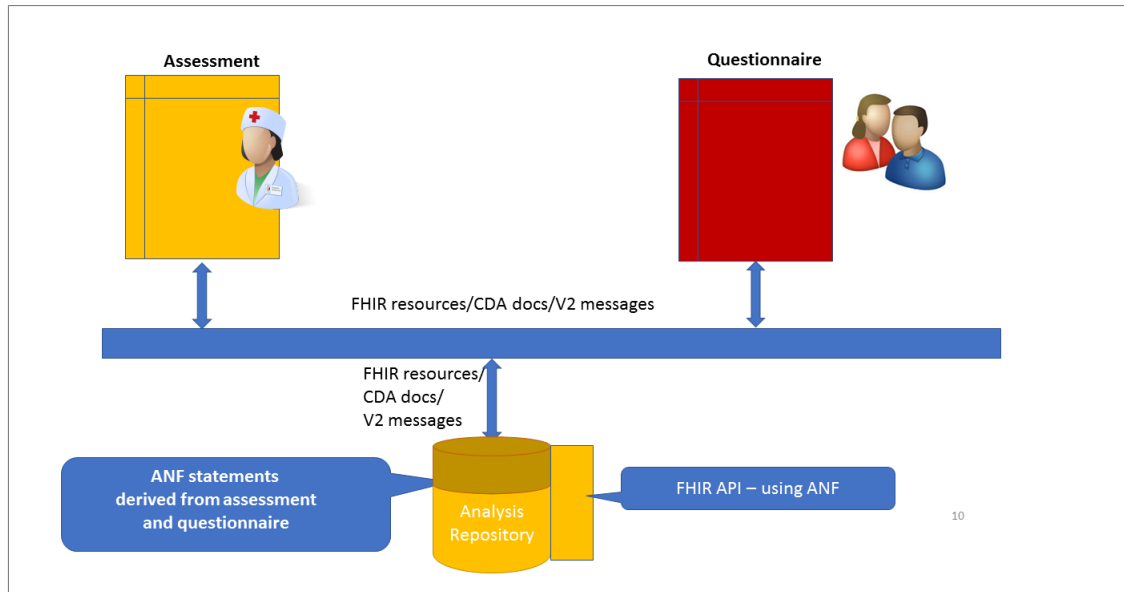 Assessment
Questionnaire
FHIR resources/CDA docs/V2 messages
FHIR resources/
CDA docs/
V2 messages
ANF statements
derived from assessment
and questionnaire
Analysis
Repository
FHIR API – using ANF
10